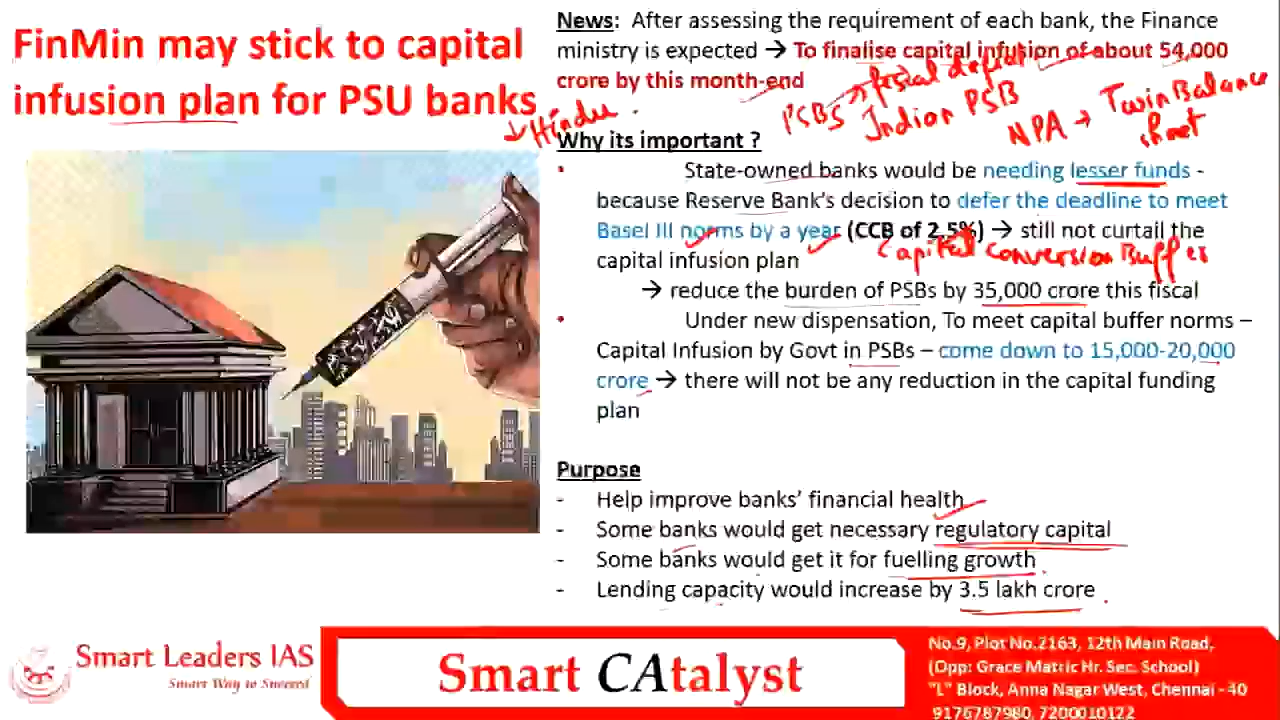 FinMin may stick to capital
infusion plan for PSU banks
Hindu
News: After assessing the requirement of each bank, the Finance
ministry is expected → To finalise capital infusion of about 54,000
crore by this month-end
PSBs → fiscal deficit
Indian PSB
NPA → Twin Balance
sheet
Why its important ?
State-owned banks would be needing lesser funds -
because Reserve Bank's decision to defer the deadline to meet
Basel III norms by a year (CCB of 2.5%) → still not curtail the
Capital Conversion Buffer
capital infusion plan
→ reduce the burden of PSBs by 35,000 crore this fiscal
Under new dispensation, To meet capital buffer norms –
Capital Infusion by Govt in PSBs – come down to 15,000-20,000
crore → there will not be any reduction in the capital funding
plan
Purpose
- Help improve banks' financial health
- Some banks would get necessary regulatory capital
- Some banks would get it for fuelling growth
- Lending capacity would increase by 3.5 lakh crore
Smart Leaders IAS
Smart Way to Succeed
Smart CAtalyst
No.9, Plot No.2163, 12th Main Road,
(Opp: Grace Matric Hr. Sec. School)
"L" Block, Anna Nagar West, Chennai - 40
9176787980, 7200010122